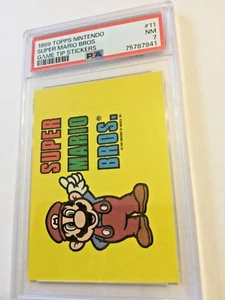 1989 TOPPS NINTENDO
#11
SUPER MARIO BROS.
NM
GAME TIP STICKERS
7
PSA
75787941
SUPER
MARIO
BROS.